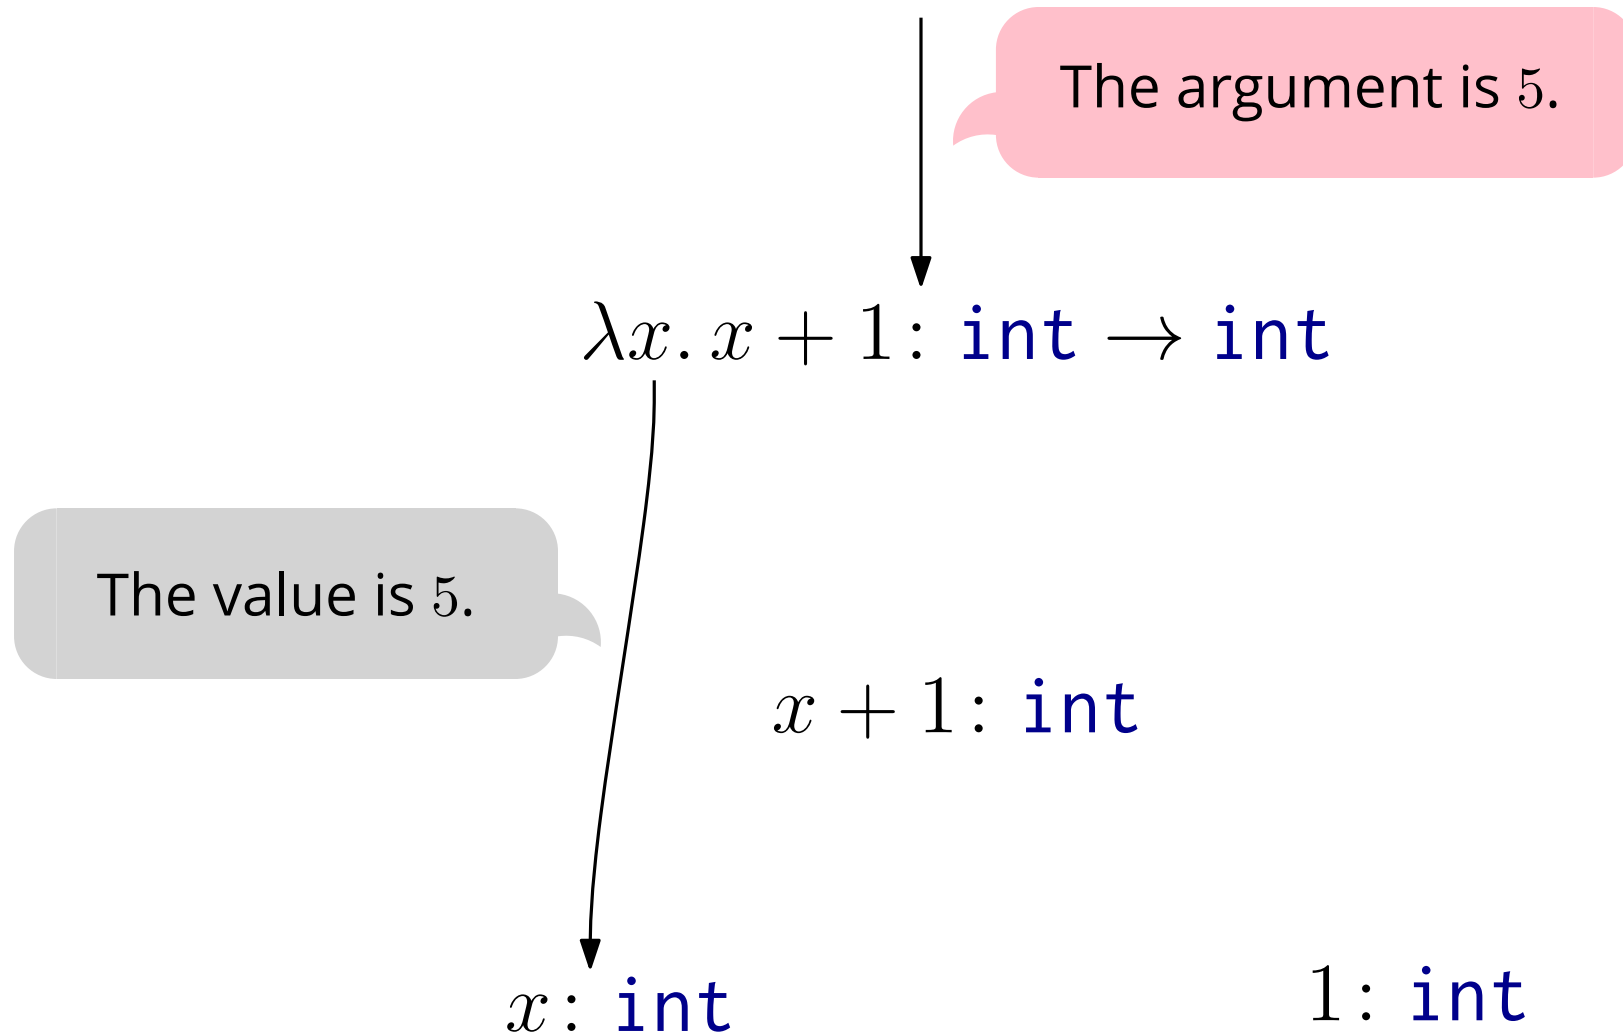 The argument is 5.
λx. x + 1 : int → int
The value is 5.
x + 1 : int
x : int
1 : int